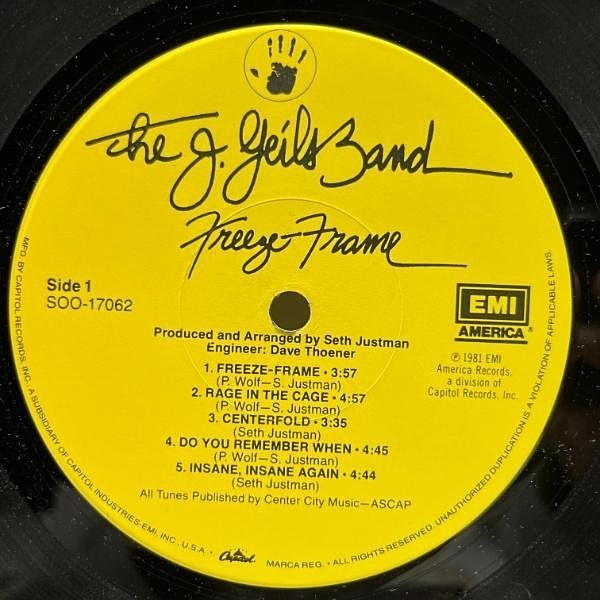 The J. Geils Band
Freeze-Frame
Side 1
SOO-17062
EMI
AMERICA®
℗ 1981 EMI
America Records,
a division of
Capitol Records, Inc.
Produced and Arranged by Seth Justman
Engineer: Dave Thoener
1. FREEZE-FRAME • 3:57
(P. Wolf—S. Justman)
2. RAGE IN THE CAGE • 4:57
(P. Wolf—S. Justman)
3. CENTERFOLD • 3:35
(Seth Justman)
4. DO YOU REMEMBER WHEN • 4:45
(P. Wolf—S. Justman)
5. INSANE, INSANE AGAIN • 4:44
(Seth Justman)
All Tunes Published by Center City Music—ASCAP
MFD. BY CAPITOL RECORDS, INC. A SUBSIDIARY OF CAPITOL INDUSTRIES-EMI, INC., U.S.A. • Capitol. MARCA REG. • ALL RIGHTS RESERVED. UNAUTHORIZED DUPLICATION IS A VIOLATION OF APPLICABLE LAWS.